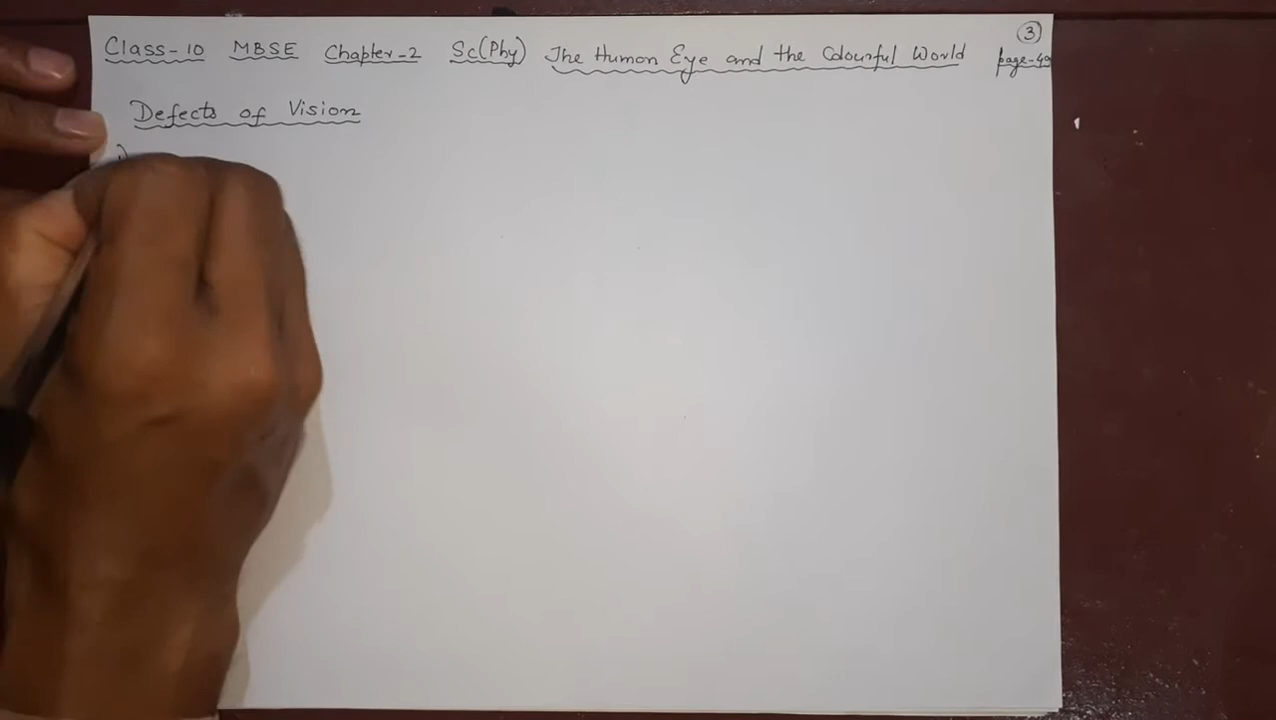 3
Class-10 MBSE Chapter-2 Sc(Phy) The Human Eye and the Colourful World page-49
Defects of Vision